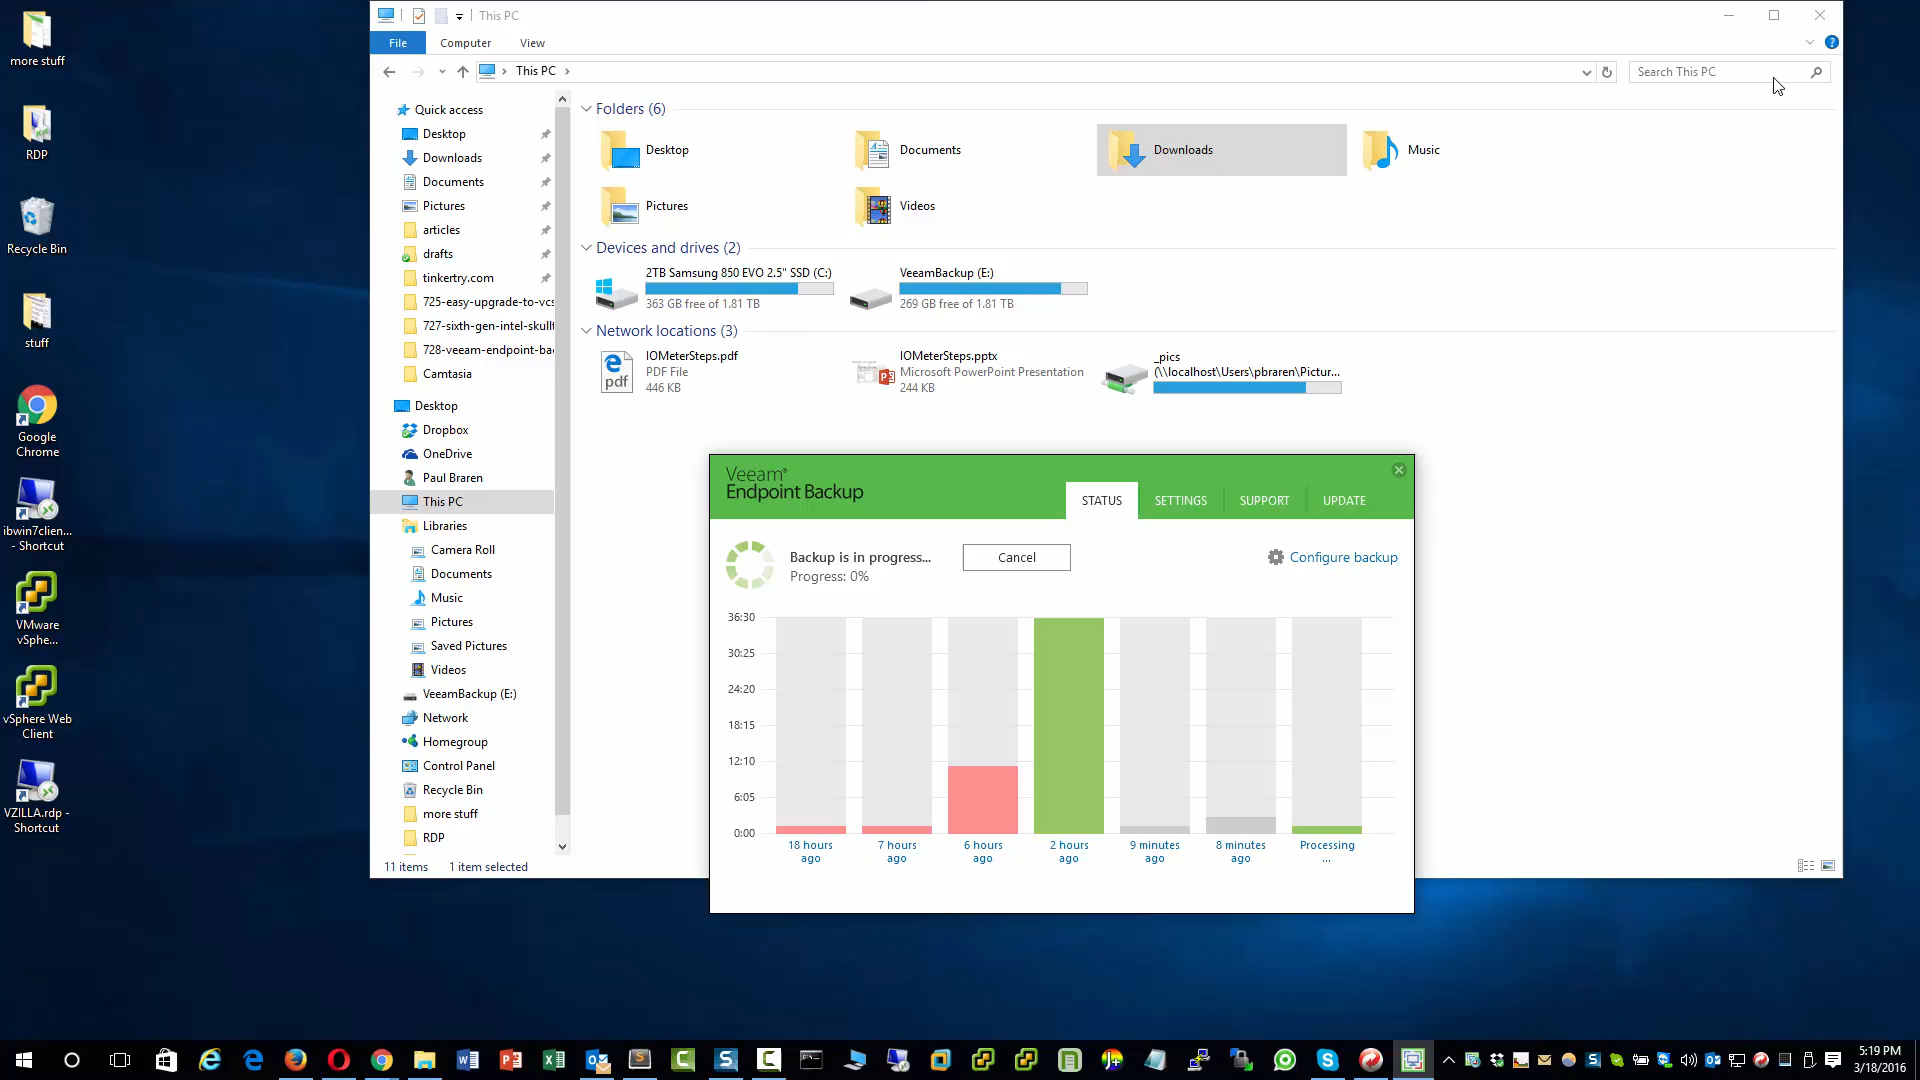 more stuff
RDP
Recycle Bin
stuff
Google
Chrome
ibwin7clien...
- Shortcut
VMware
vSphe...
vSphere Web
Client
VZILLA.rdp -
Shortcut
This PC
File
Computer
View
This PC
Search This PC
Quick access
Desktop
Downloads
Documents
Pictures
articles
drafts
tinkertry.com
725-easy-upgrade-to-vcs
727-sixth-gen-intel-skullt
728-veeam-endpoint-bac
Camtasia
Desktop
Dropbox
OneDrive
Paul Braren
This PC
Libraries
Camera Roll
Documents
Music
Pictures
Saved Pictures
Videos
VeeamBackup (E:)
Network
Homegroup
Control Panel
Recycle Bin
more stuff
RDP
11 items
1 item selected
Folders (6)
Desktop
Documents
Downloads
Music
Pictures
Videos
Devices and drives (2)
2TB Samsung 850 EVO 2.5" SSD (C:)
363 GB free of 1.81 TB
VeeamBackup (E:)
269 GB free of 1.81 TB
Network locations (3)
pdf
IOMeterSteps.pdf
PDF File
446 KB
IOMeterSteps.pptx
Microsoft PowerPoint Presentation
244 KB
_pics
(\\localhost\Users\pbraren\Pictur...
Veeam®
Endpoint Backup
STATUS
SETTINGS
SUPPORT
UPDATE
Backup is in progress...
Progress: 0%
Cancel
Configure backup
36:30
30:25
24:20
18:15
12:10
6:05
0:00
18 hours
ago
7 hours
ago
6 hours
ago
2 hours
ago
9 minutes
ago
8 minutes
ago
Processing
...
5:19 PM
3/18/2016